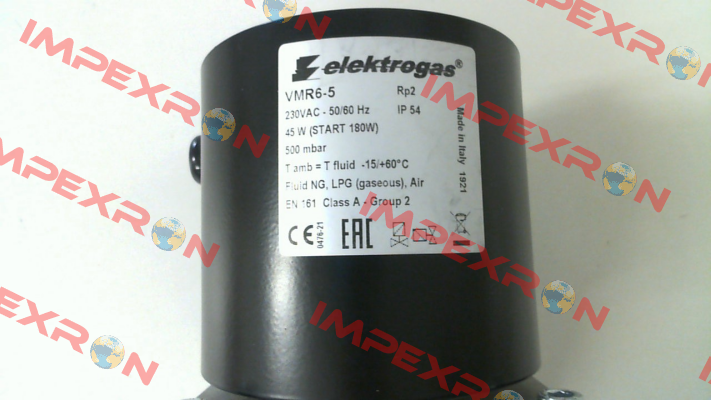 elektrogas®
VMR6-5 Rp2
230VAC - 50/60 Hz IP 54
45 W (START 180W)
500 mbar
T amb = T fluid -15/+60°C
Fluid NG, LPG (gaseous), Air
EN 161 Class A - Group 2
CE 0476-21 EAC
Made in Italy 1921
IMPEXRON
IMPEXRON
IMPEXRON
IMPEXRON
IMPEXRON
IMPEXRON